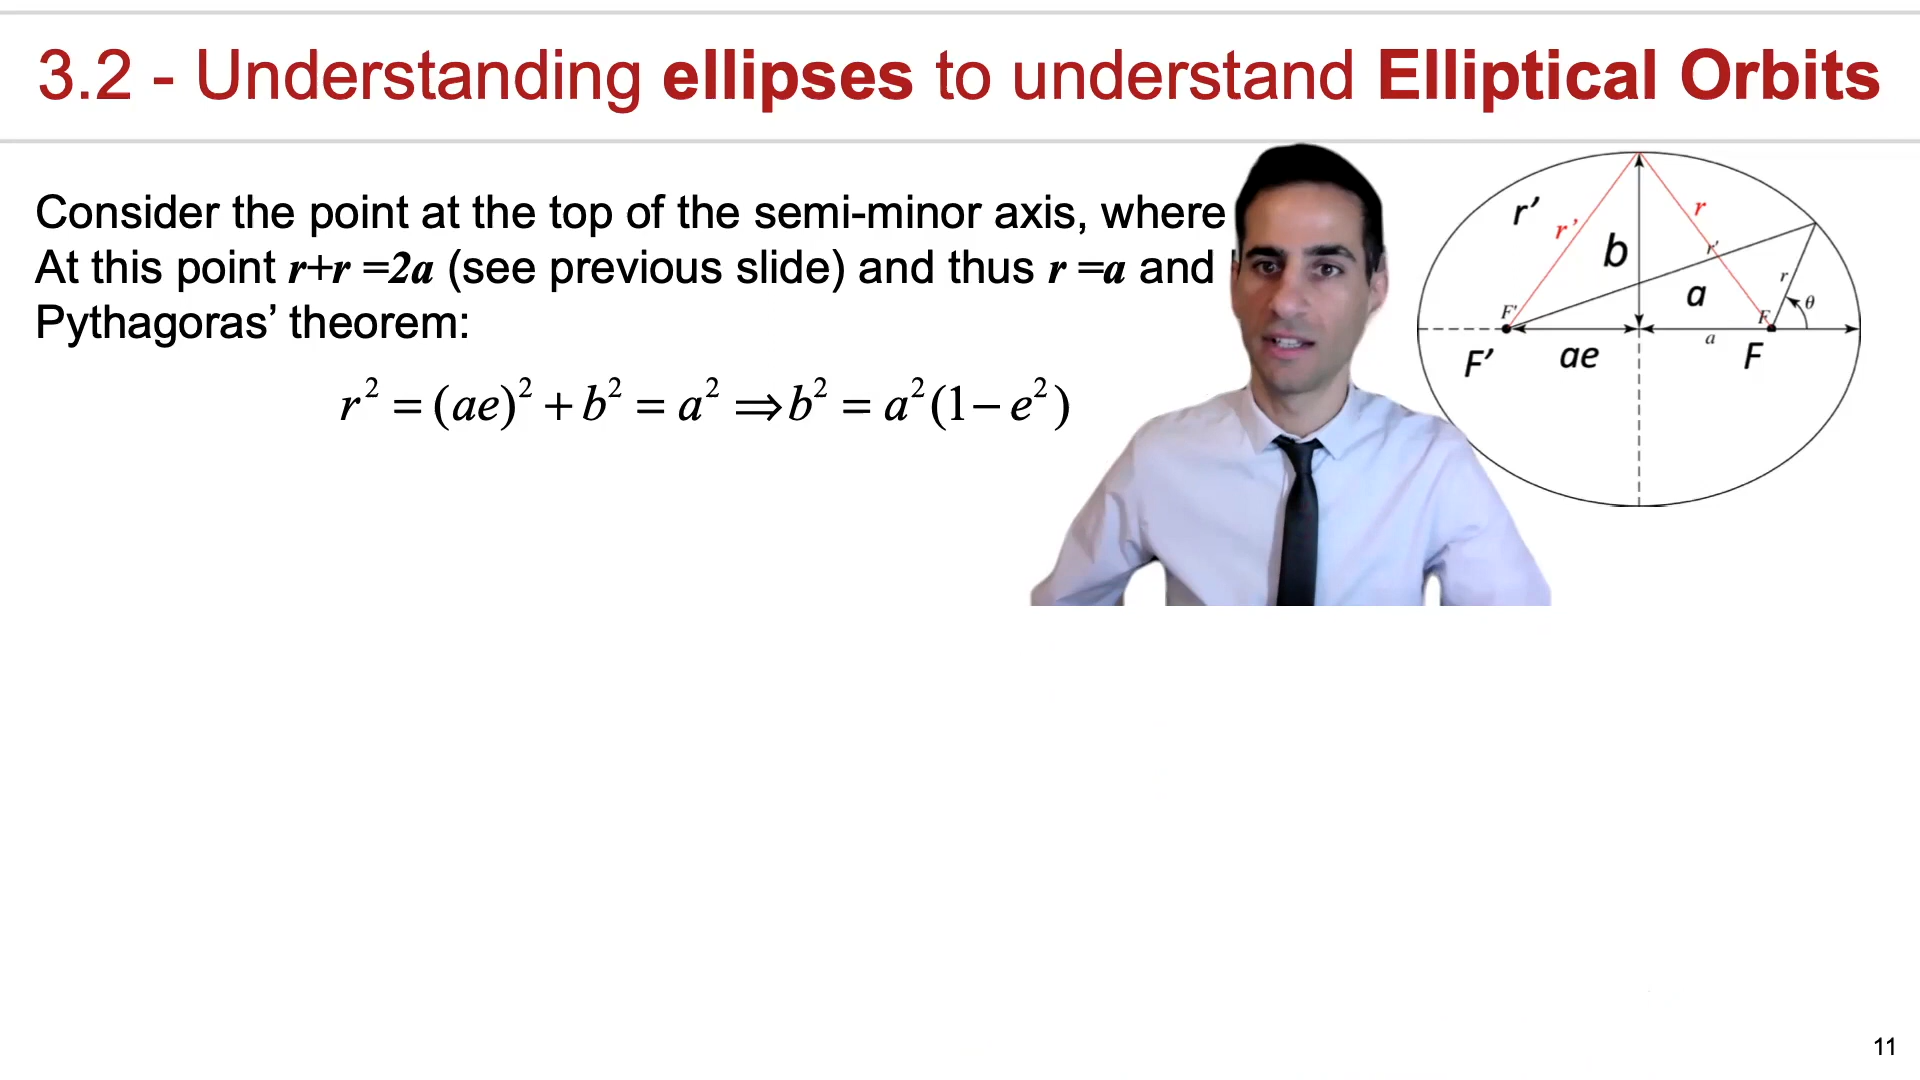 3.2 - Understanding ellipses to understand Elliptical Orbits
Consider the point at the top of the semi-minor axis, where
At this point r+r =2a (see previous slide) and thus r =a and
Pythagoras’ theorem:
r² = (ae)² + b² = a² ⇒ b² = a²(1 – e²)
r’
r’
r
b
r’
r
a
θ
F’
F
a
F’
ae
F
11